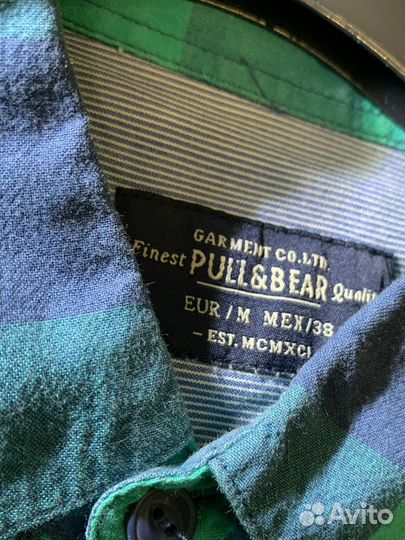 GARMENT CO.LTD.
Finest PULL&BEAR Quality
EUR/M MEX/38
- EST. MCMXCI
Avito